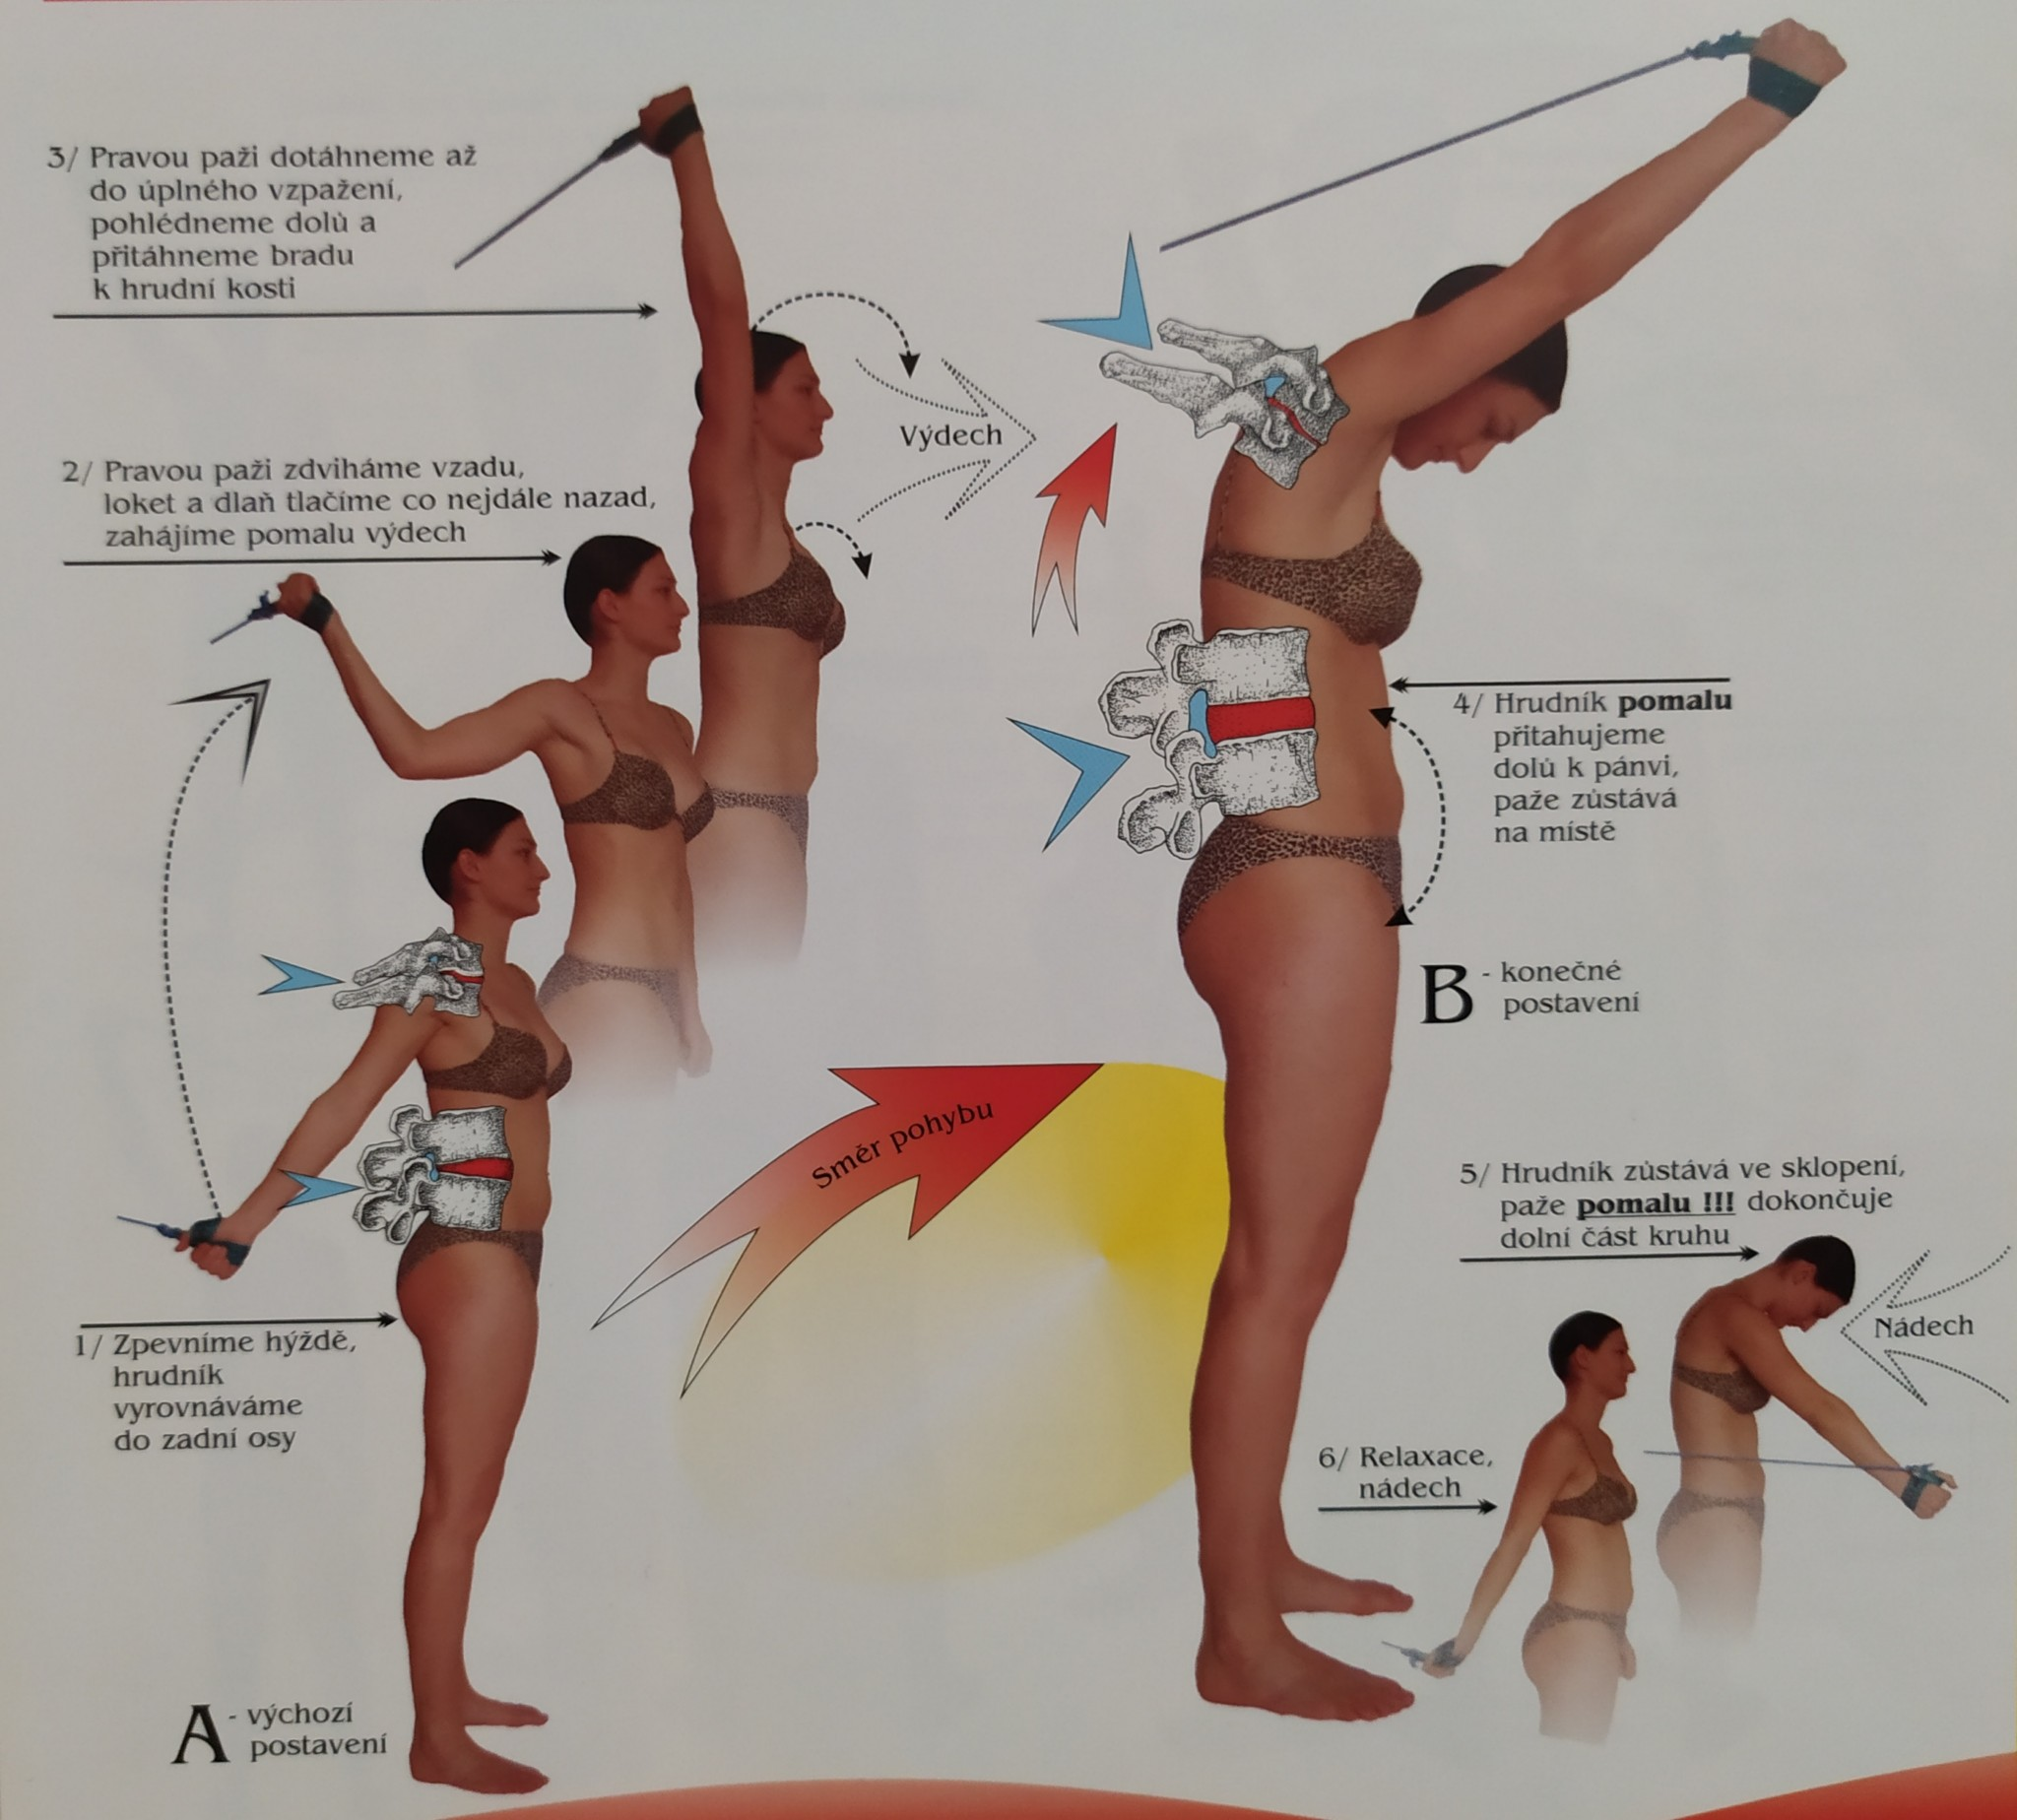 3/ Pravou paži dotáhneme až
do úplného vzpažení,
pohlédneme dolů a
přitáhneme bradu
k hrudní kosti
Výdech
2/ Pravou paži zdviháme vzadu,
loket a dlaň tlačíme co nejdále nazad,
zahájíme pomalu výdech
4/ Hrudník pomalu
přitahujeme
dolů k pánvi,
paže zůstává
na místě
B - konečné
postavení
Směr pohybu
1/ Zpevníme hýždě,
hrudník
vyrovnáváme
do zadní osy
5/ Hrudník zůstává ve sklopení,
paže pomalu !!! dokončuje
dolní část kruhu
Nádech
6/ Relaxace,
nádech
A - výchozí
postavení